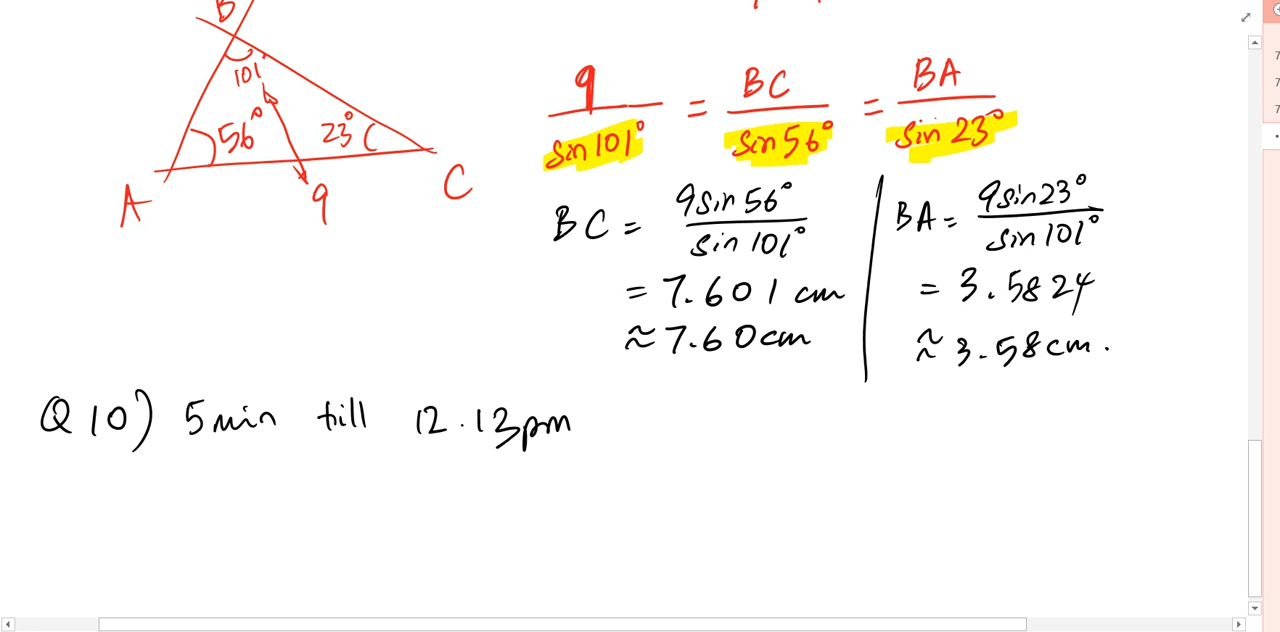 B
101
56°
23°
A
9
C
9/sin 101° = BC/sin 56° = BA/sin 23°
BC = 9 sin 56°/sin 101°
= 7.601 cm
≈ 7.60 cm
BA = 9 sin 23°/sin 101°
= 3.5824
≈ 3.58 cm.
Q10) 5 min till 12.13pm